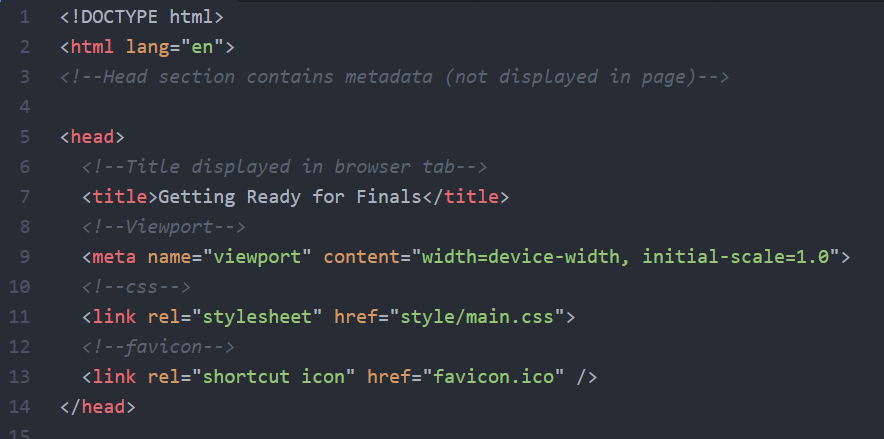 1 <!DOCTYPE html>
2 <html lang="en">
3 <!--Head section contains metadata (not displayed in page)-->
4
5 <head>
6 <!--Title displayed in browser tab-->
7 <title>Getting Ready for Finals</title>
8 <!--Viewport-->
9 <meta name="viewport" content="width=device-width, initial-scale=1.0">
10 <!--css-->
11 <link rel="stylesheet" href="style/main.css">
12 <!--favicon-->
13 <link rel="shortcut icon" href="favicon.ico" />
14 </head>
15